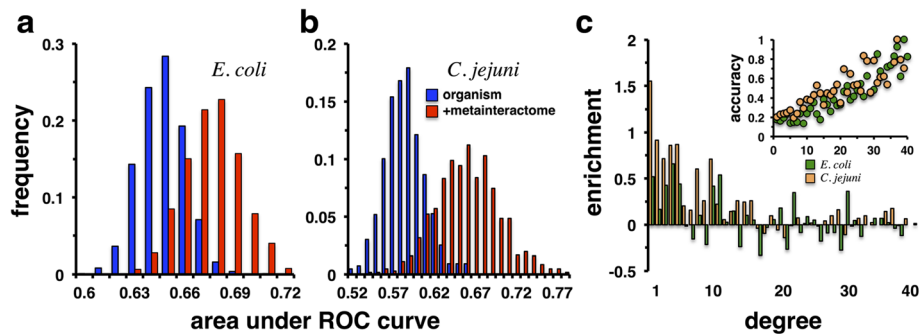 a
E. coli
frequency
0.3
0.2
0.1
0
0.6 0.63 0.66 0.69 0.72
b
C. jejuni
organism
+metainteractome
0.2
0.15
0.1
0.05
0
0.52 0.57 0.62 0.67 0.72 0.77
area under ROC curve
c
enrichment
2
1.5
1
0.5
0
-0.5
1 10 20 30 40
degree
accuracy
1
0.8
0.6
0.4
0.2
0
0 10 20 30 40
E. coli
C. jejuni